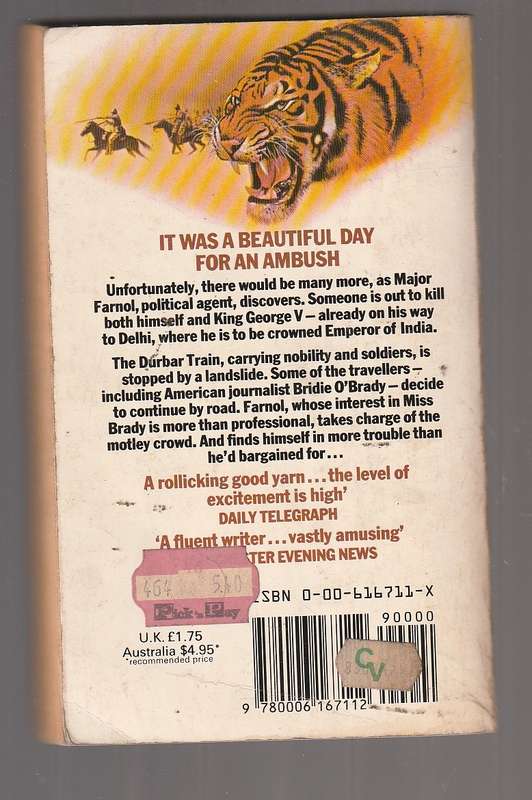 IT WAS A BEAUTIFUL DAY
FOR AN AMBUSH
Unfortunately, there would be many more, as Major
Farnol, political agent, discovers. Someone is out to kill
both himself and King George V – already on his way
to Delhi, where he is to be crowned Emperor of India.
The Durbar Train, carrying nobility and soldiers, is
stopped by a landslide. Some of the travellers –
including American journalist Bridie O'Brady – decide
to continue by road. Farnol, whose interest in Miss
Brady is more than professional, takes charge of the
motley crowd. And finds himself in more trouble than
he'd bargained for...
A rollicking good yarn...the level of
excitement is high'
DAILY TELEGRAPH
'A fluent writer...vastly amusing'
TER EVENING NEWS
464 5.40
Pick 'n Pay
ISBN 0-00-616711-X
U.K. £1.75
Australia $4.95*
*recommended price
90000
CV
9 780006 167112